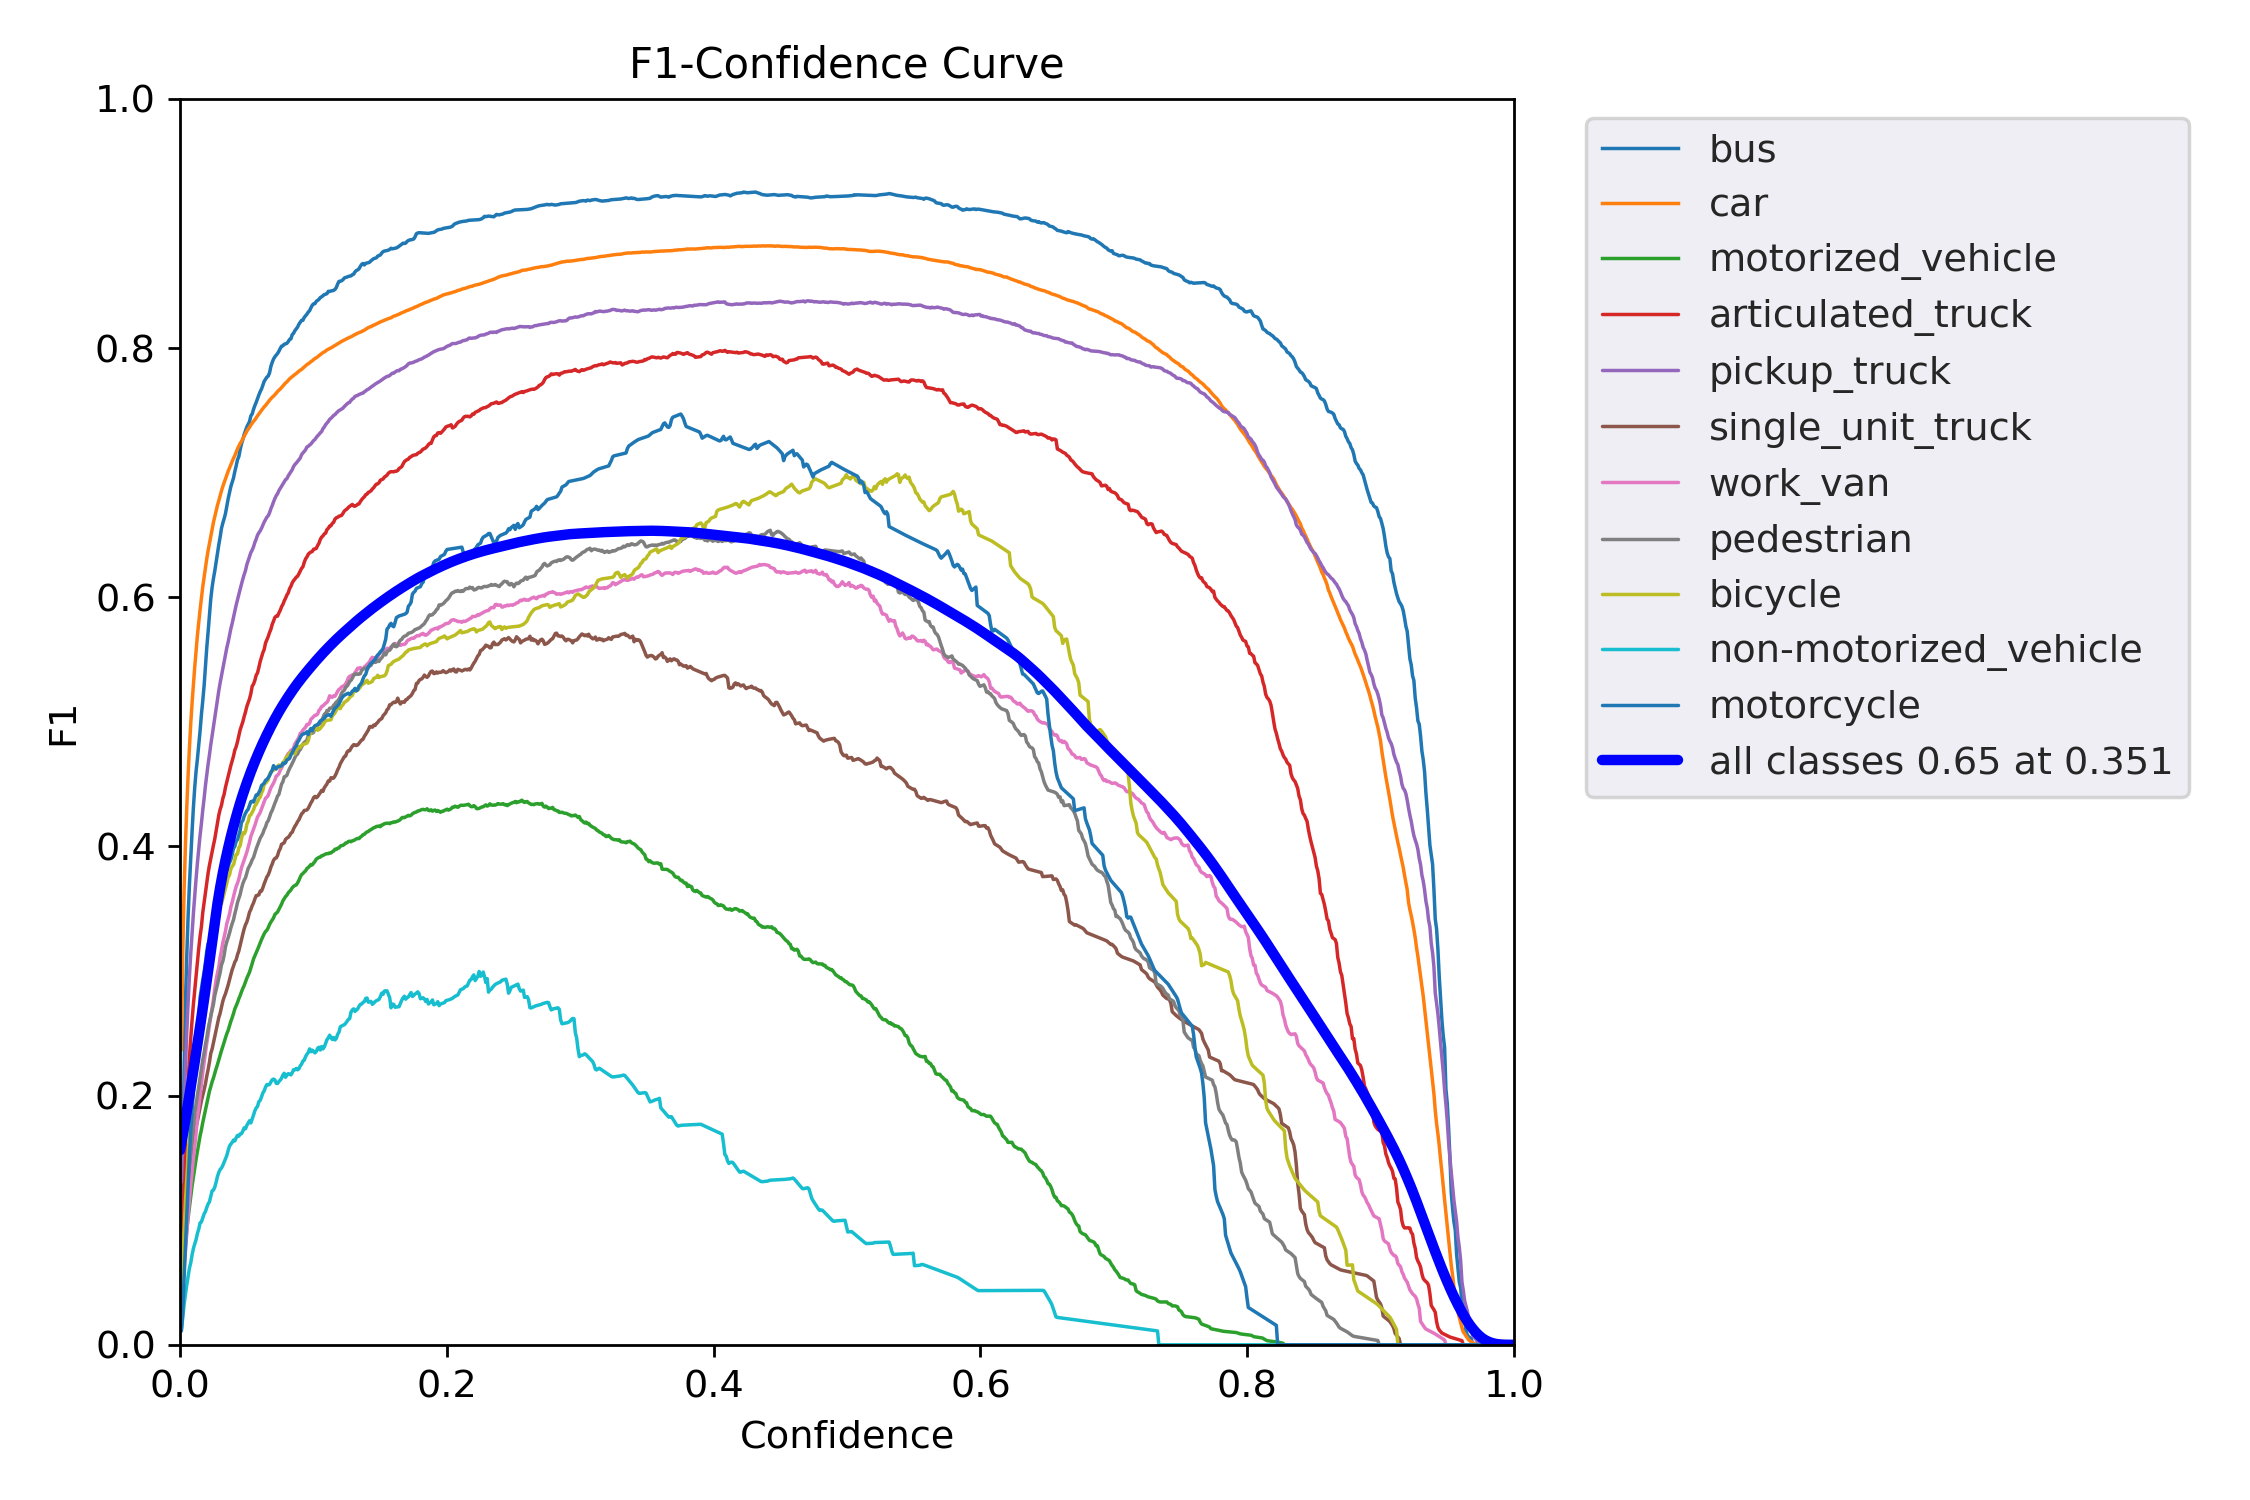 F1-Confidence Curve
1.0
0.8
0.6
0.4
0.2
0.0
F1
0.0 0.2 0.4 0.6 0.8 1.0
Confidence
bus
car
motorized_vehicle
articulated_truck
pickup_truck
single_unit_truck
work_van
pedestrian
bicycle
non-motorized_vehicle
motorcycle
all classes 0.65 at 0.351